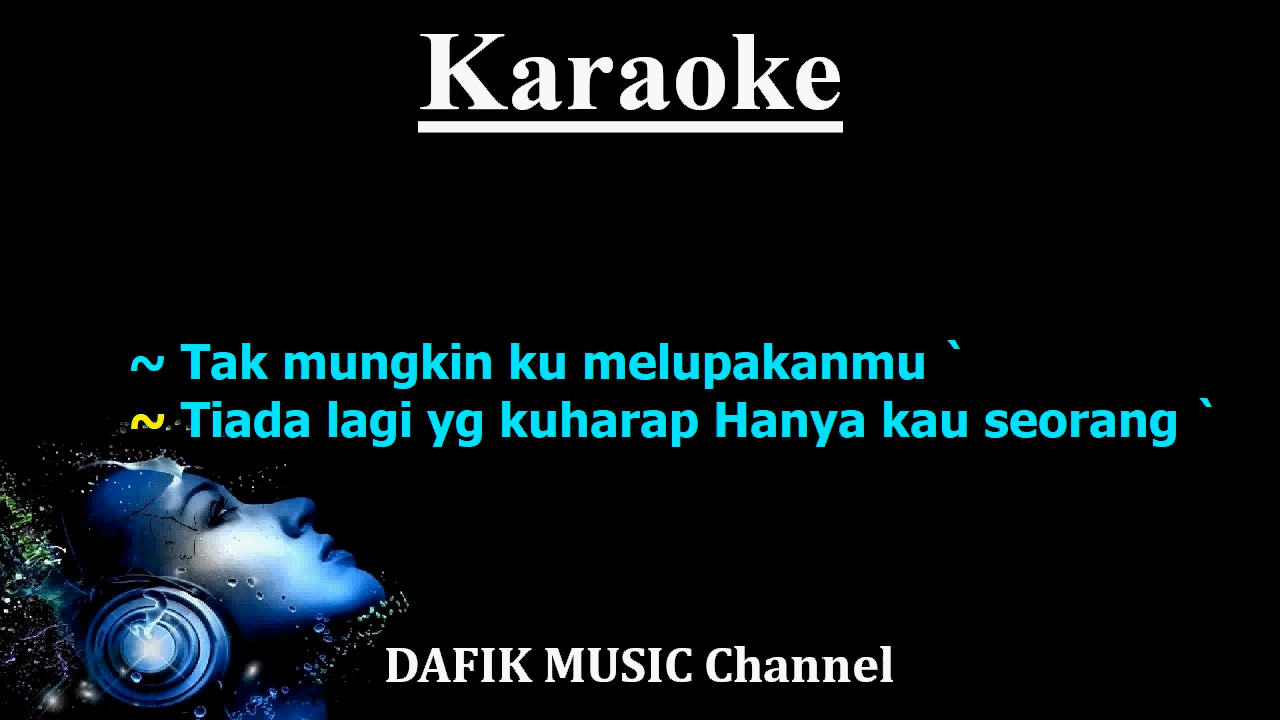 Karaoke
~ Tak mungkin ku melupakanmu `
~ Tiada lagi yg kuharap Hanya kau seorang `
DAFIK MUSIC Channel